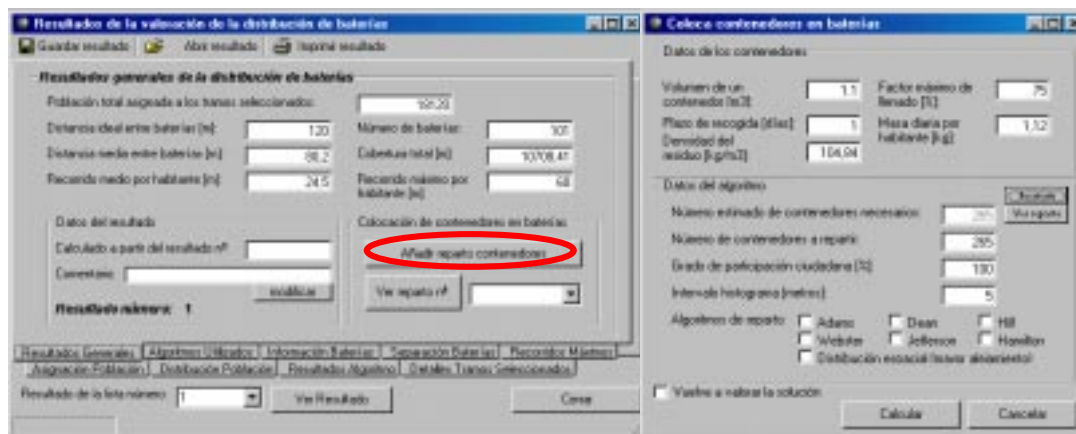 Resultados de la valoración de la distribución de baterías
Guardar resultado Abrir resultado Imprimir resultado
Resultados generales de la distribución de baterías
Población total asignada a los tramos seleccionados:
Distancia ideal entre baterías [m]: 120 Número de baterías: 101
Distancia media entre baterías [m]: 80,2 Cobertura total [m]: 10708,41
Recorrido medio por habitante [m]: 24,5 Recorrido máximo por habitante [m]: 60
Datos del resultado
Calculado a partir del resultado nº
Comentario:
modificar
Resultado número: 1
Colocación de contenedores en baterías
Añadir reparto contenedores
Ver reparto nº
Resultados Generales Algoritmo Utilizados Información Baterías Separación Baterías Recorridos Máximos
Asignación Población Distribución Población Resultados Algoritmo Detalles Tramos Seleccionados
Resultado de la lista número: 1 Ver Resultado Cerrar
Coloca contenedores en baterías
Datos de los contenedores
Volumen de un contenedor [m3]: 1.1 Factor máximo de llenado [%]: 75
Plazo de recogida [días]: 1 Masa diaria por habitante [kg]: 1,12
Densidad del residuo [kg/m3]: 104,84
Datos del algoritmo
Ver reparto
Número estimado de contenedores necesarios: 265
Número de contenedores a repartir: 265
Grado de participación ciudadana [%]: 100
Intervalo histograma [metros]: 5
Algoritmos de reparto: Adams Dean Hill
Webster Jefferson Hamilton
Distribución espacial (mayor alejamiento)
Vuelve a valorar la solución
Calcular Cancelar